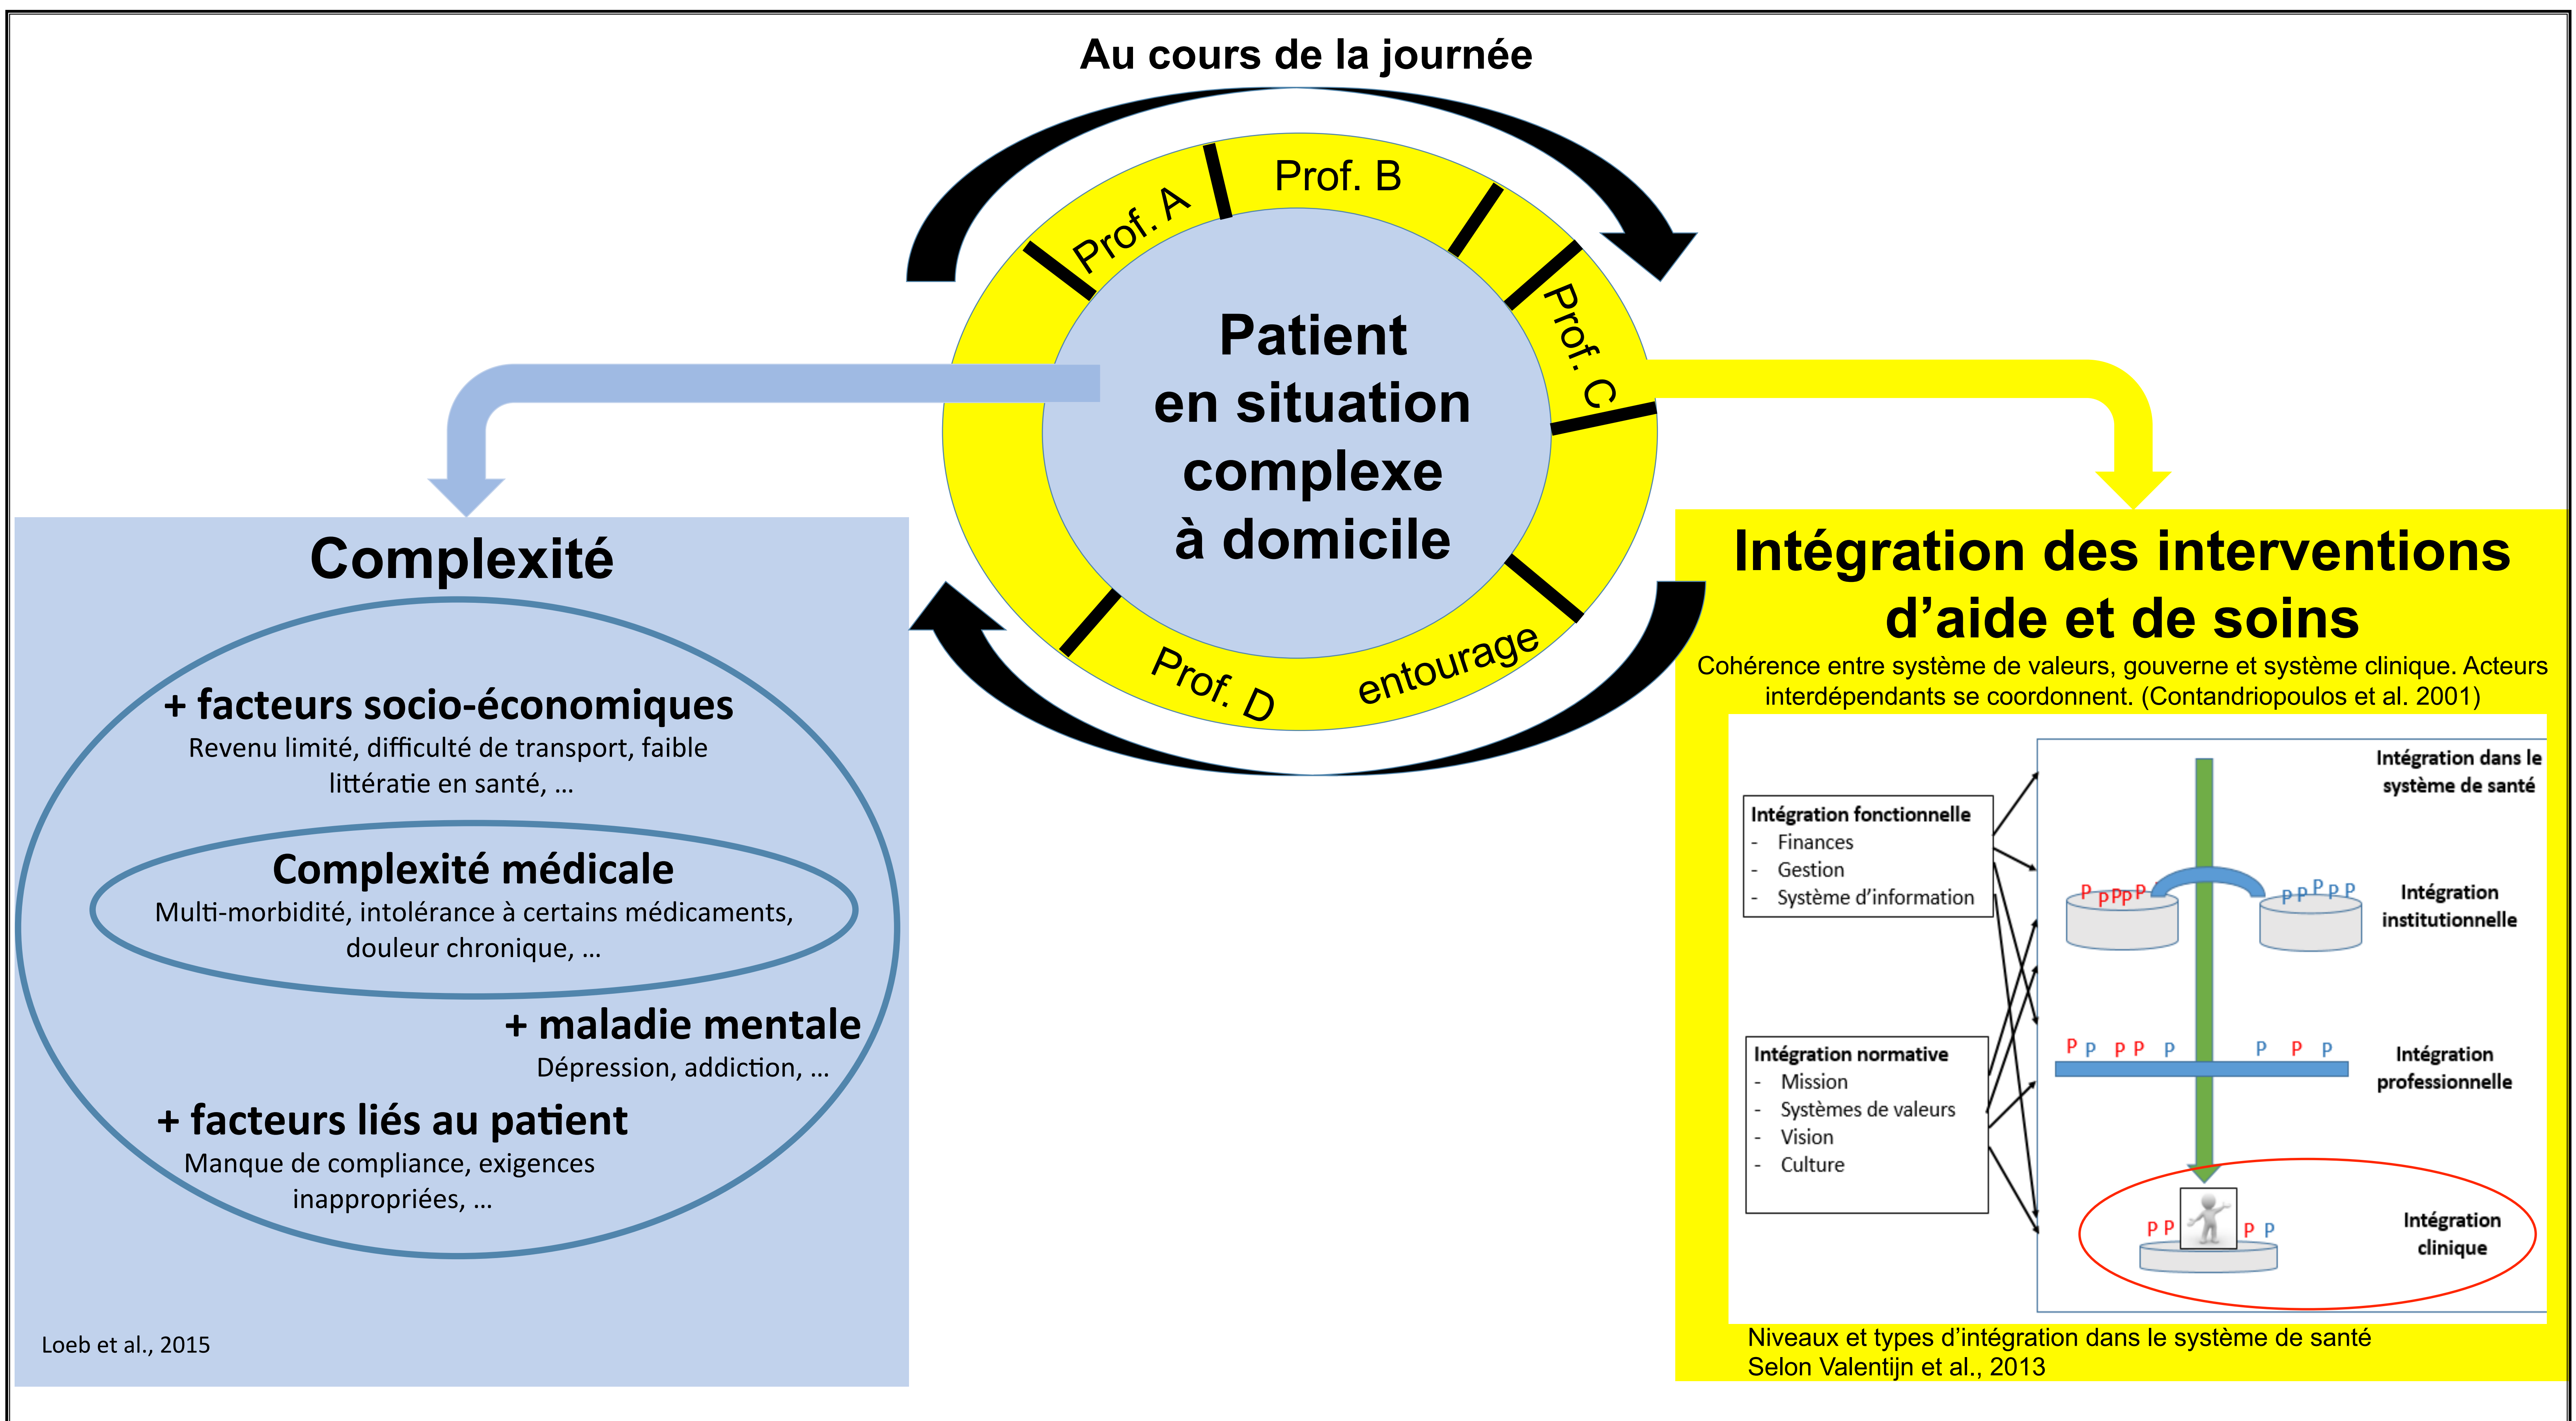 Au cours de la journée
Prof. A
Prof. B
Prof. C
Prof. D
entourage
Patient
en situation
complexe
à domicile
Complexité
+ facteurs socio-économiques
Revenu limité, difficulté de transport, faible
littératie en santé, ...
Complexité médicale
Multi-morbidité, intolérance à certains médicaments,
douleur chronique, ...
+ maladie mentale
Dépression, addiction, ...
+ facteurs liés au patient
Manque de compliance, exigences
inappropriées, ...
Loeb et al., 2015
Intégration des interventions
d’aide et de soins
Cohérence entre système de valeurs, gouverne et système clinique. Acteurs
interdépendants se coordonnent. (Contandriopoulos et al. 2001)
Intégration fonctionnelle
- Finances
- Gestion
- Système d’information
Intégration normative
- Mission
- Systèmes de valeurs
- Vision
- Culture
Intégration dans le
système de santé
P P P P P
P P P P P
Intégration
institutionnelle
P P P P P P P P
Intégration
professionnelle
P P P P
Intégration
clinique
Niveaux et types d’intégration dans le système de santé
Selon Valentijn et al., 2013